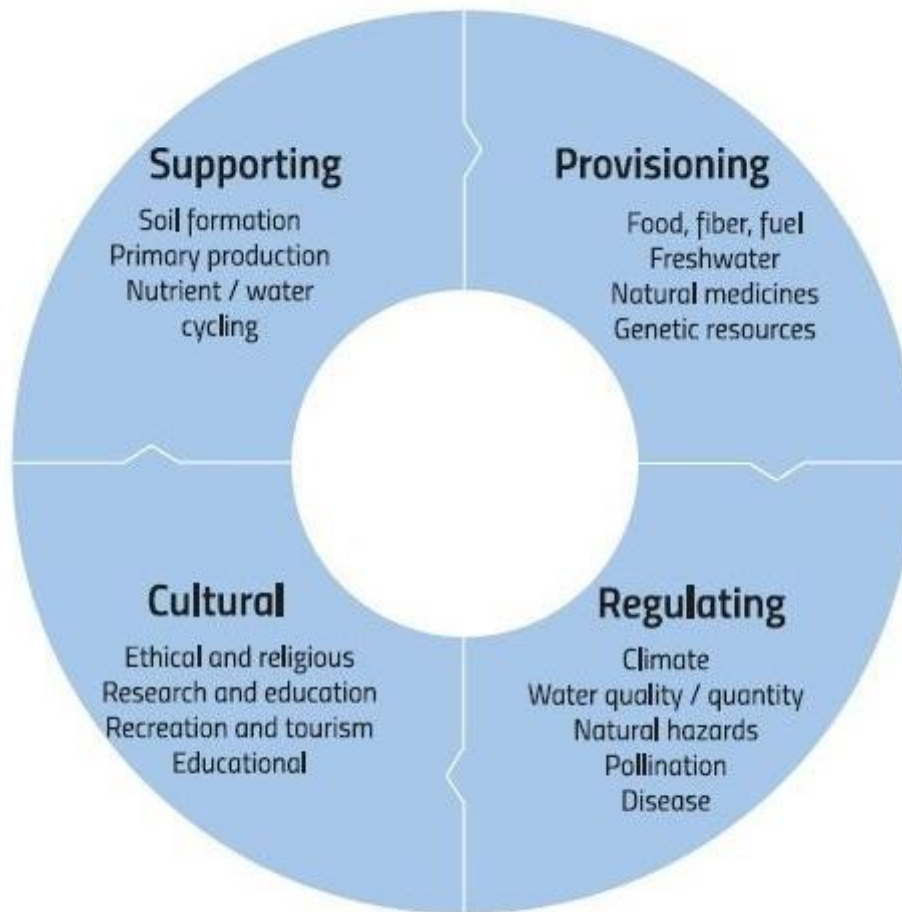 Supporting
Soil formation
Primary production
Nutrient / water
cycling
Provisioning
Food, fiber, fuel
Freshwater
Natural medicines
Genetic resources
Cultural
Ethical and religious
Research and education
Recreation and tourism
Educational
Regulating
Climate
Water quality / quantity
Natural hazards
Pollination
Disease